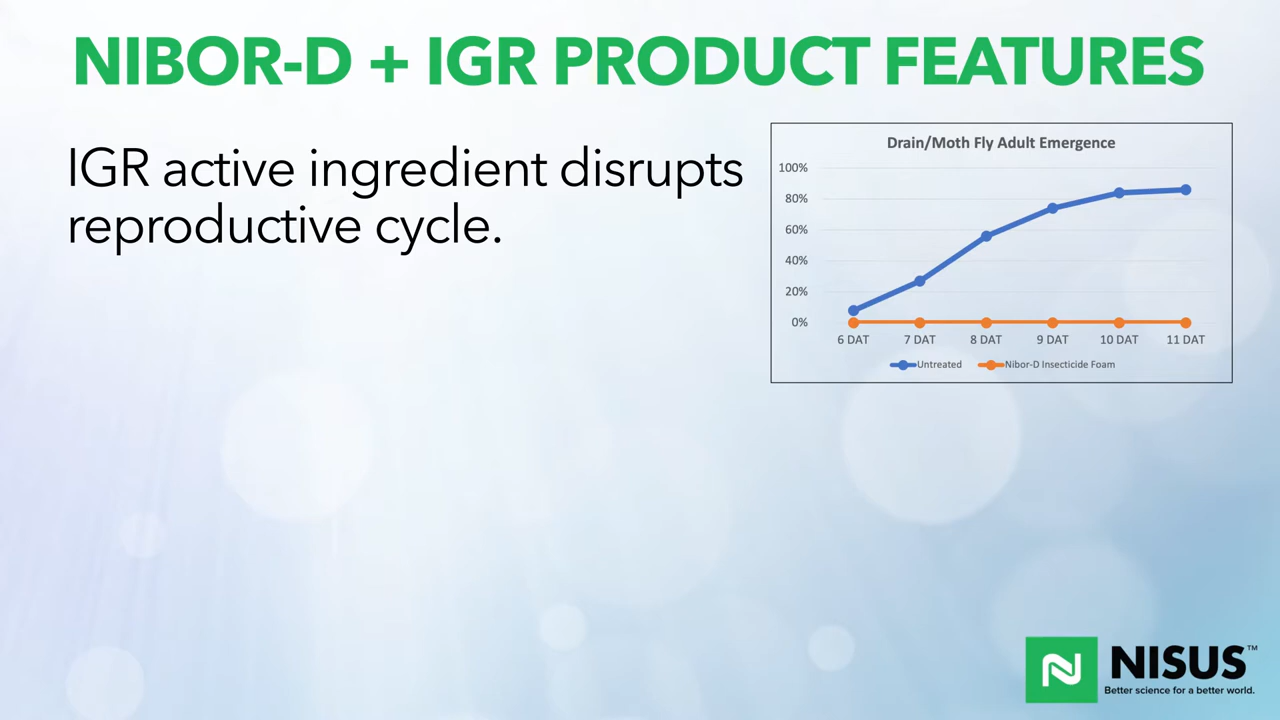 NIBOR-D + IGR PRODUCT FEATURES
IGR active ingredient disrupts
reproductive cycle.
Drain/Moth Fly Adult Emergence
100%
80%
60%
40%
20%
0%
6 DAT 7 DAT 8 DAT 9 DAT 10 DAT 11 DAT
Untreated Nibor-D Insecticide Foam
NISUS™
Better science for a better world.